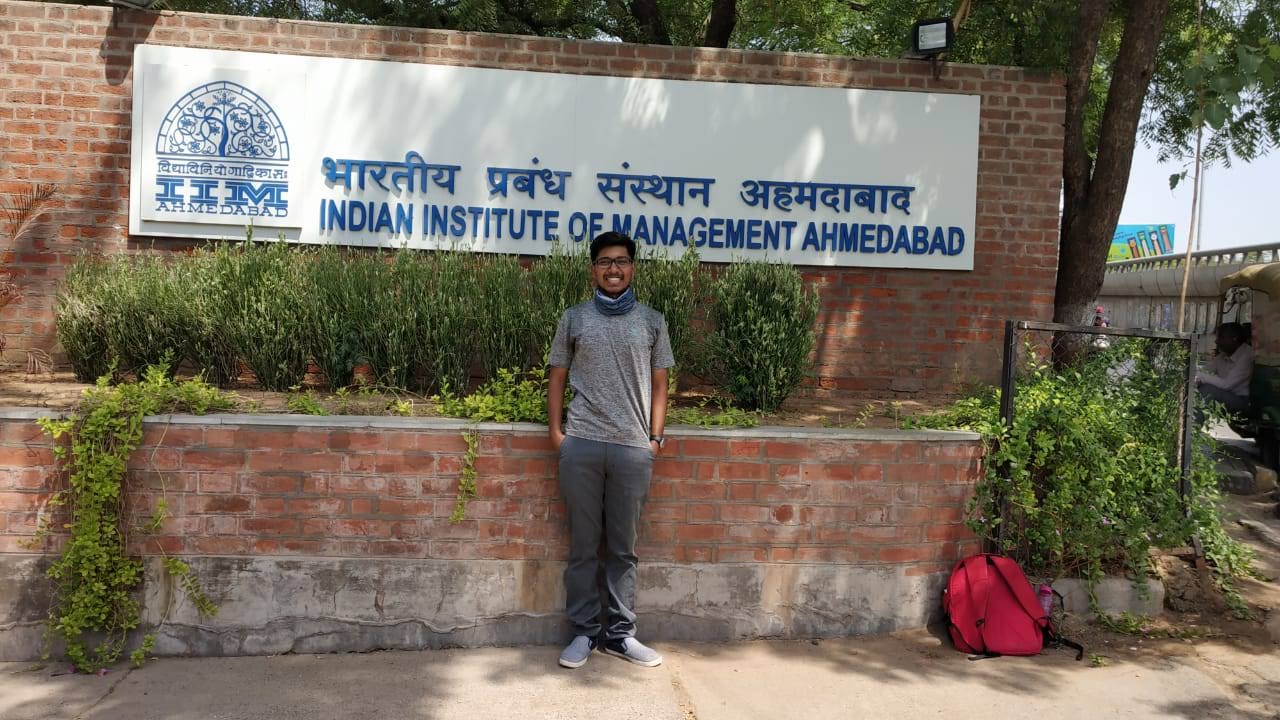 विद्याविनियोगाद्विकासः
IIM
AHMEDABAD
भारतीय प्रबंध संस्थान अहमदाबाद
INDIAN INSTITUTE OF MANAGEMENT AHMEDABAD